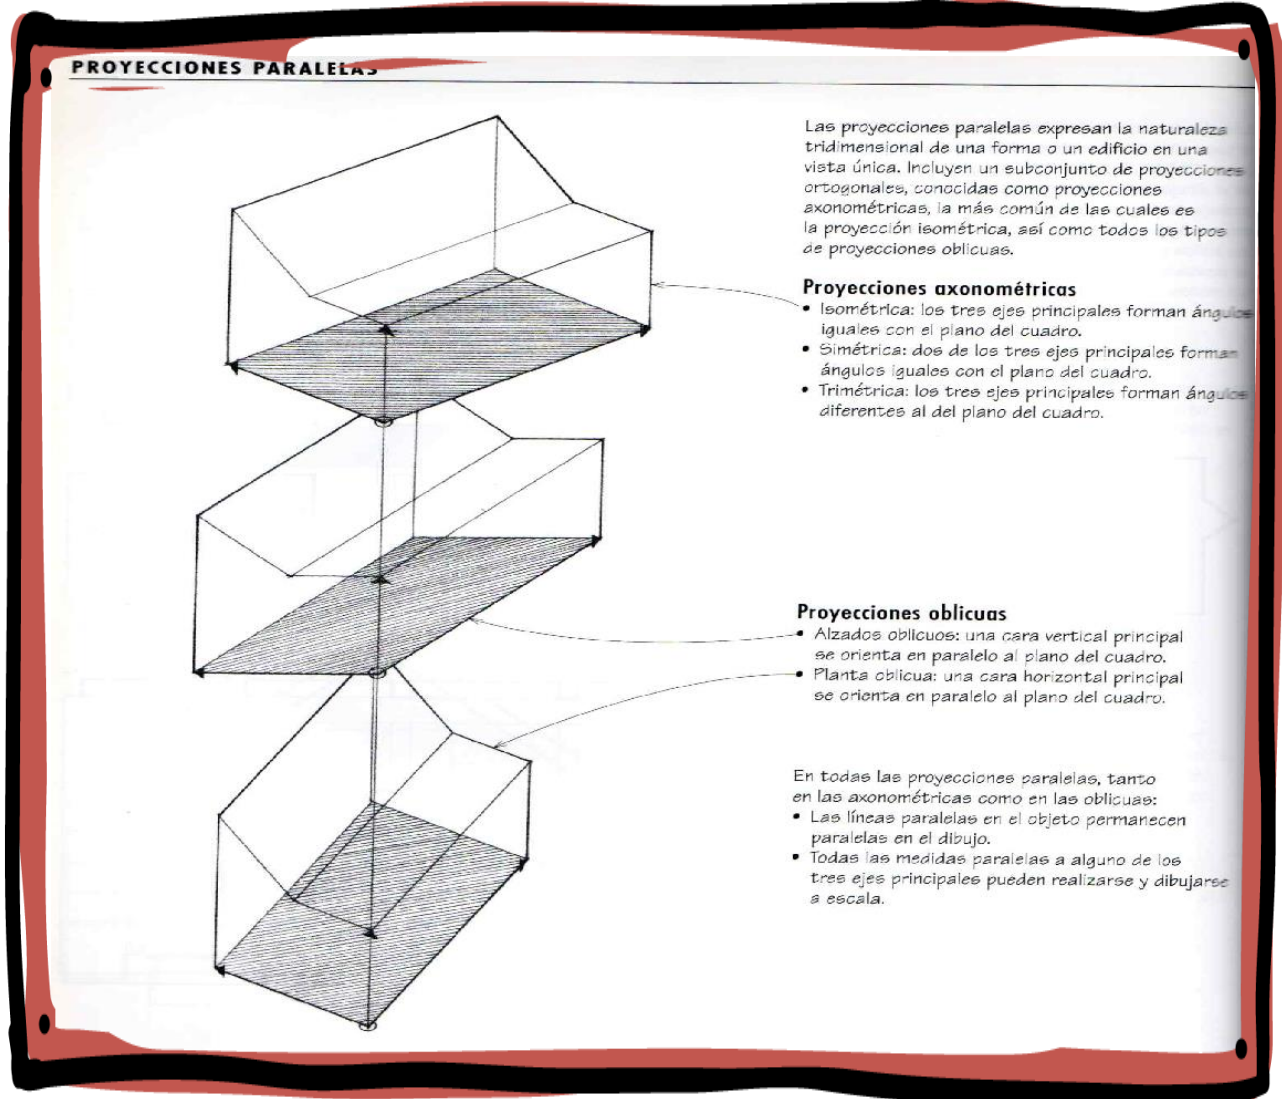 PROYECCIONES PARALELAS
Las proyecciones paralelas expresan la naturaleza
tridimensional de una forma o un edificio en una
vista única. Incluyen un subconjunto de proyecciones
ortogonales, conocidas como proyecciones
axonométricas, la más común de las cuales es
la proyección isométrica, así como todos los tipos
de proyecciones oblicuas.
Proyecciones axonométricas
• Isométrica: los tres ejes principales forman ángulos
iguales con el plano del cuadro.
• Simétrica: dos de los tres ejes principales forman
ángulos iguales con el plano del cuadro.
• Trimétrica: los tres ejes principales forman ángulos
diferentes al del plano del cuadro.
Proyecciones oblicuas
• Alzados oblicuos: una cara vertical principal
se orienta en paralelo al plano del cuadro.
• Planta oblicua: una cara horizontal principal
se orienta en paralelo al plano del cuadro.
En todas las proyecciones paralelas, tanto
en las axonométricas como en las oblicuas:
• Las líneas paralelas en el objeto permanecen
paralelas en el dibujo.
• Todas las medidas paralelas a alguno de los
tres ejes principales pueden realizarse y dibujarse
a escala.